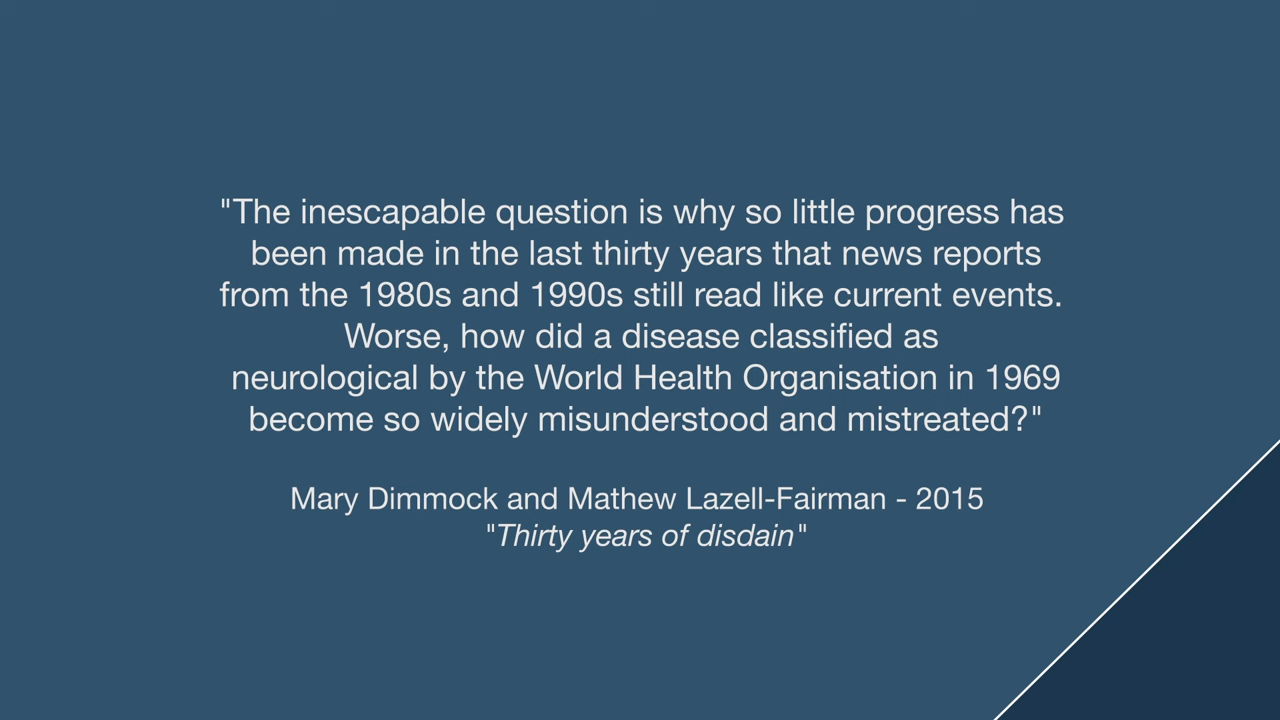 "The inescapable question is why so little progress has
been made in the last thirty years that news reports
from the 1980s and 1990s still read like current events.
Worse, how did a disease classified as
neurological by the World Health Organisation in 1969
become so widely misunderstood and mistreated?"
Mary Dimmock and Mathew Lazell-Fairman - 2015
"Thirty years of disdain"